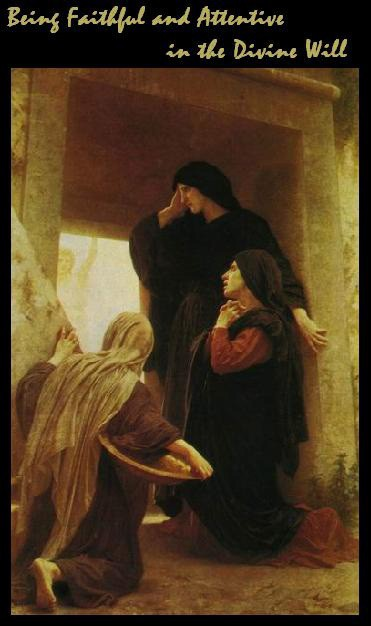 Being Faithful and Attentive
in the Divine Will